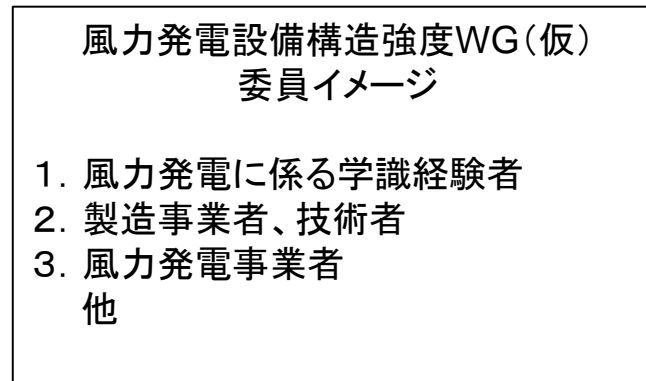 風力発電設備構造強度WG(仮)
委員イメージ
1.風力発電に係る学識経験者
2.製造事業者、技術者
3.風力発電事業者
他